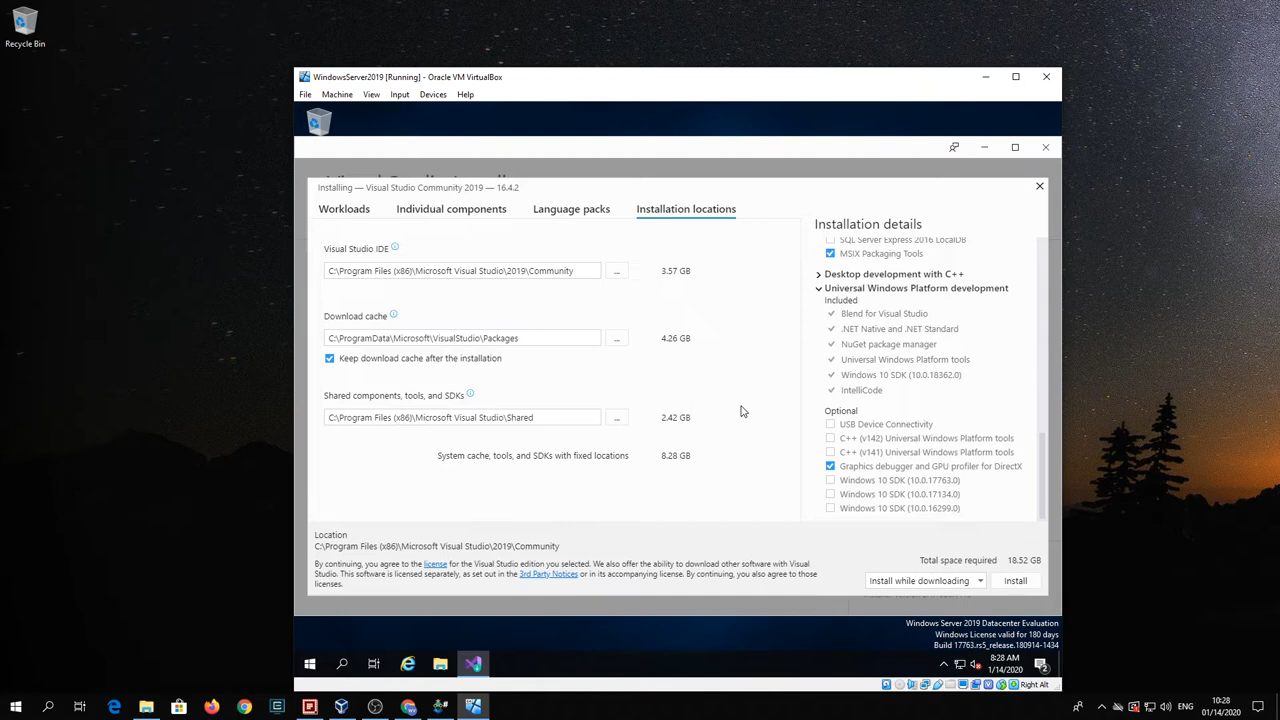 Recycle Bin
WindowsServer2019 [Running] - Oracle VM VirtualBox
File Machine View Input Devices Help
Installing — Visual Studio Community 2019 — 16.4.2
Workloads Individual components Language packs Installation locations
Installation details
Visual Studio IDE
C:\Program Files (x86)\Microsoft Visual Studio\2019\Community ... 3.57 GB
Download cache
C:\ProgramData\Microsoft\VisualStudio\Packages ... 4.26 GB
Keep download cache after the installation
Shared components, tools, and SDKs
C:\Program Files (x86)\Microsoft Visual Studio\Shared ... 2.42 GB
System cache, tools, and SDKs with fixed locations 8.28 GB
SQL Server Express 2016 LocalDB
MSIX Packaging Tools
Desktop development with C++
Universal Windows Platform development
Included
Blend for Visual Studio
.NET Native and .NET Standard
NuGet package manager
Universal Windows Platform tools
Windows 10 SDK (10.0.18362.0)
IntelliCode
Optional
USB Device Connectivity
C++ (v142) Universal Windows Platform tools
C++ (v141) Universal Windows Platform tools
Graphics debugger and GPU profiler for DirectX
Windows 10 SDK (10.0.17763.0)
Windows 10 SDK (10.0.17134.0)
Windows 10 SDK (10.0.16299.0)
Location
C:\Program Files (x86)\Microsoft Visual Studio\2019\Community
By continuing, you agree to the license for the Visual Studio edition you selected. We also offer the ability to download other software with Visual
Studio. This software is licensed separately, as set out in the 3rd Party Notices or in its accompanying license. By continuing, you also agree to those
licenses.
Total space required 18.52 GB
Install while downloading Install
Windows Server 2019 Datacenter Evaluation
Windows License valid for 180 days
Build 17763.rs5_release.180914-1434
8:28 AM
1/14/2020
2
Right Alt
ENG
10:28
01/14/2020